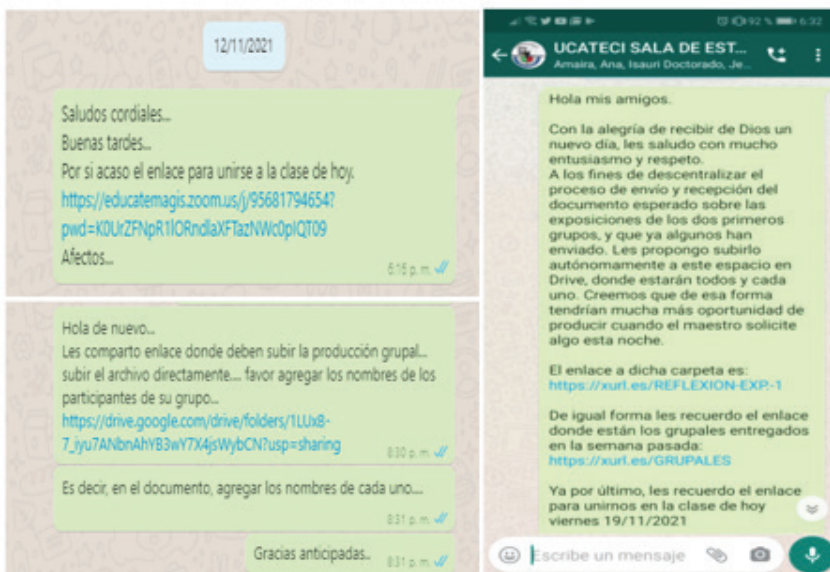 12/11/2021
Saludos cordiales...
Buenas tardes...
Por si acaso el enlace para unirse a la clase de hoy.
https://educatemagis.zoom.us/j/95681794654?
pwd=K0UrZFNpR1lORndlaXFTazNWc0plQT09
Afectos...
6:16 p. m.
Hola de nuevo...
Les comparto enlace donde deben subir la producción grupal...
subir el archivo directamente.... favor agregar los nombres de los
participantes de su grupo...
https://drive.google.com/drive/folders/1LUxB-
7_iyu7ANbnAhYB3wY7X4jsWybCN?usp=sharing
8:30 p. m.
Es decir, en el documento, agregar los nombres de cada uno....
8:31 p. m.
Gracias anticipadas..
8:31 p. m.
92 % 6:32
UCATECI SALA DE EST...
Amaira, Ana, Isauri Doctorado, Je...
Hola mis amigos.
Con la alegría de recibir de Dios un
nuevo día, les saludo con mucho
entusiasmo y respeto.
A los fines de descentralizar el
proceso de envío y recepción del
documento esperado sobre las
exposiciones de los dos primeros
grupos, y que ya algunos han
enviado. Les propongo subirlo
autónomamente a este espacio en
Drive, donde estarán todos y cada
uno. Creemos que de esa forma
tendrían mucha más oportunidad de
producir cuando el maestro solicite
algo esta noche.
El enlace a dicha carpeta es:
https://xurl.es/REFLEXION-EXP.-1
De igual forma les recuerdo el enlace
donde están los grupales entregados
en la semana pasada:
https://xurl.es/GRUPALES
Ya por último, les recuerdo el enlace
para unirnos en la clase de hoy
viernes 19/11/2021
Escribe un mensaje